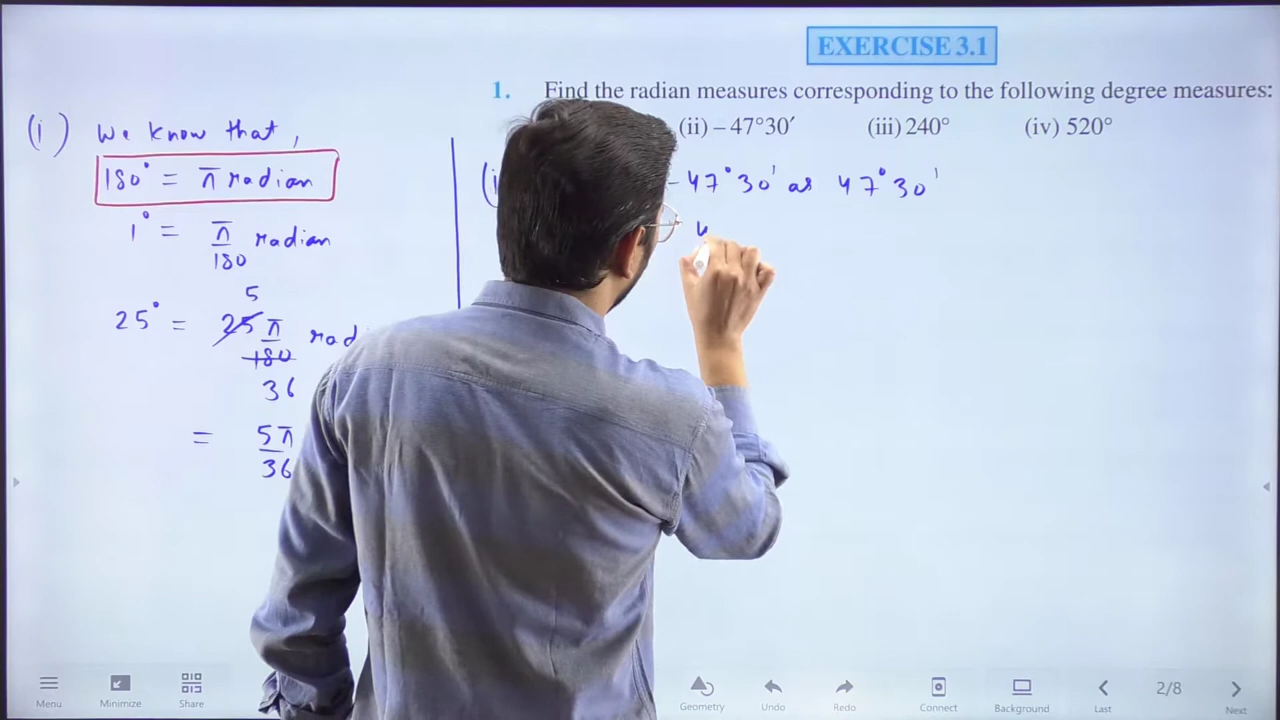 EXERCISE 3.1
1. Find the radian measures corresponding to the following degree measures:
(ii) – 47°30′ (iii) 240° (iv) 520°
(i) We know that,
180° = π radian
1° = π/180 radian
5
25° = 25π/180 rad
36
= 5π/36
(i
-47°30' as 47°30'
Menu
Minimize
Share
Geometry
Undo
Redo
Connect
Background
Last
2/8
Next